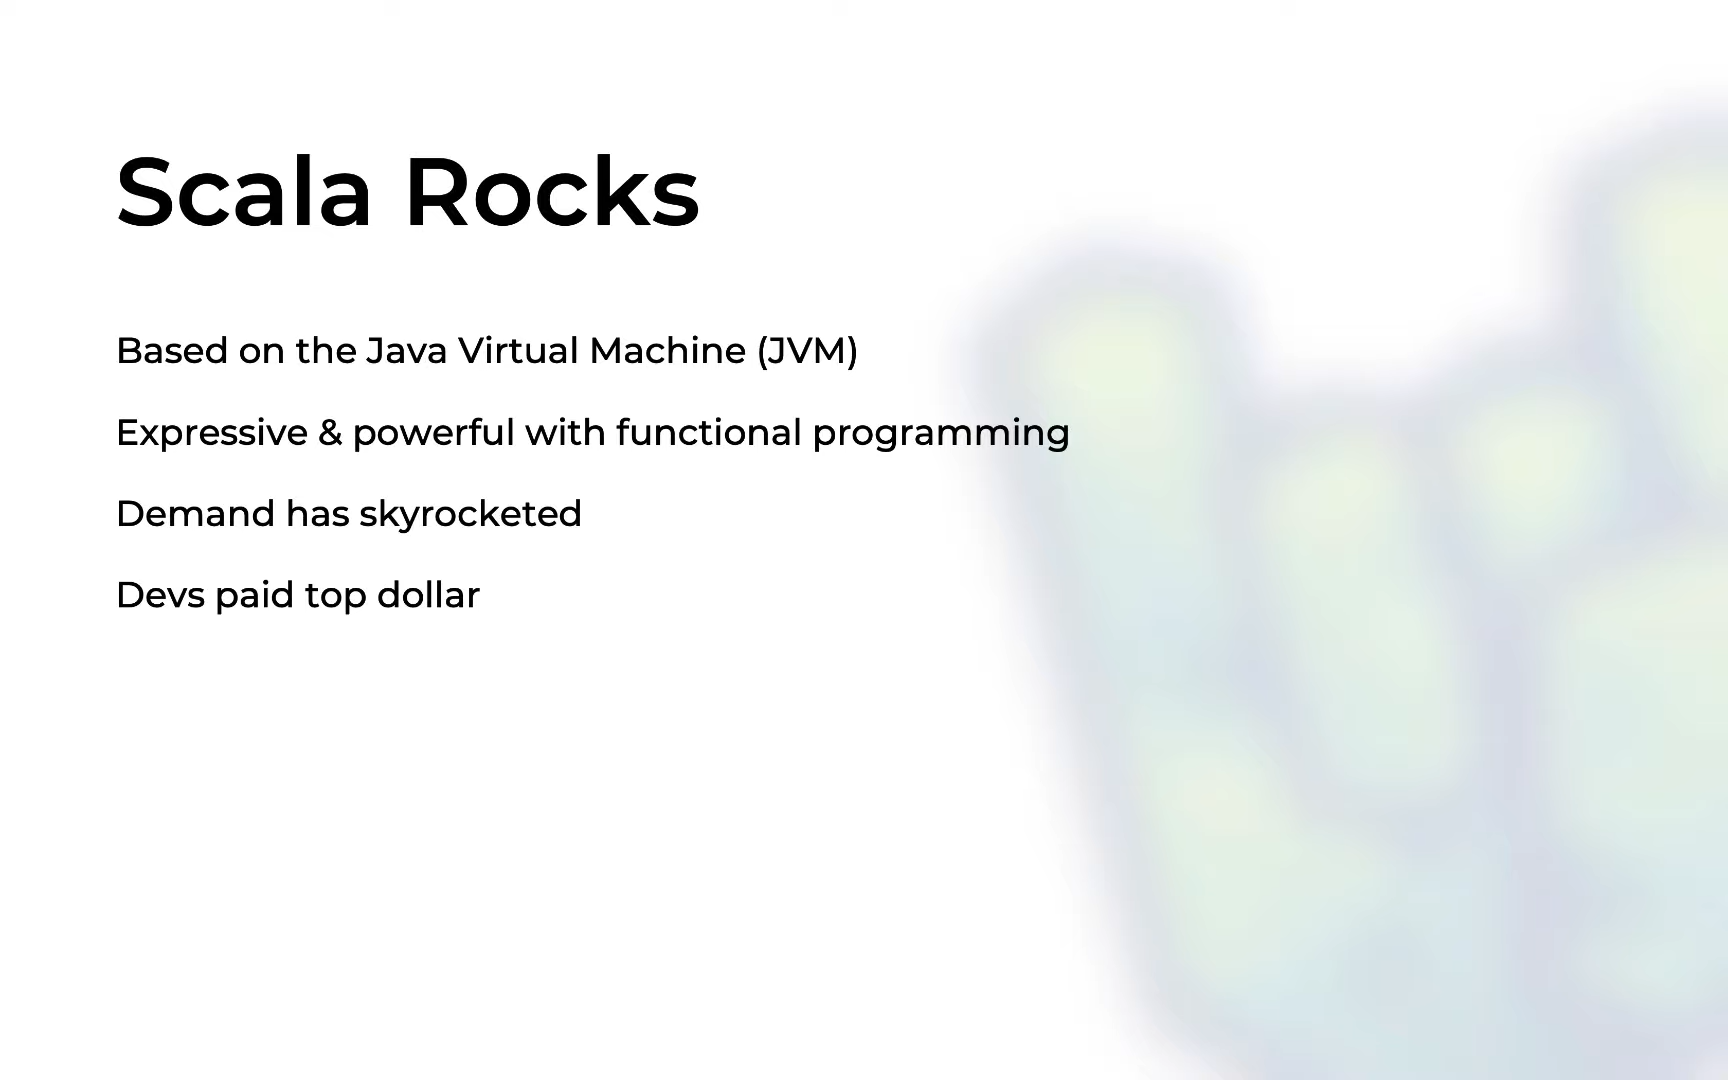 Scala Rocks
Based on the Java Virtual Machine (JVM)
Expressive & powerful with functional programming
Demand has skyrocketed
Devs paid top dollar